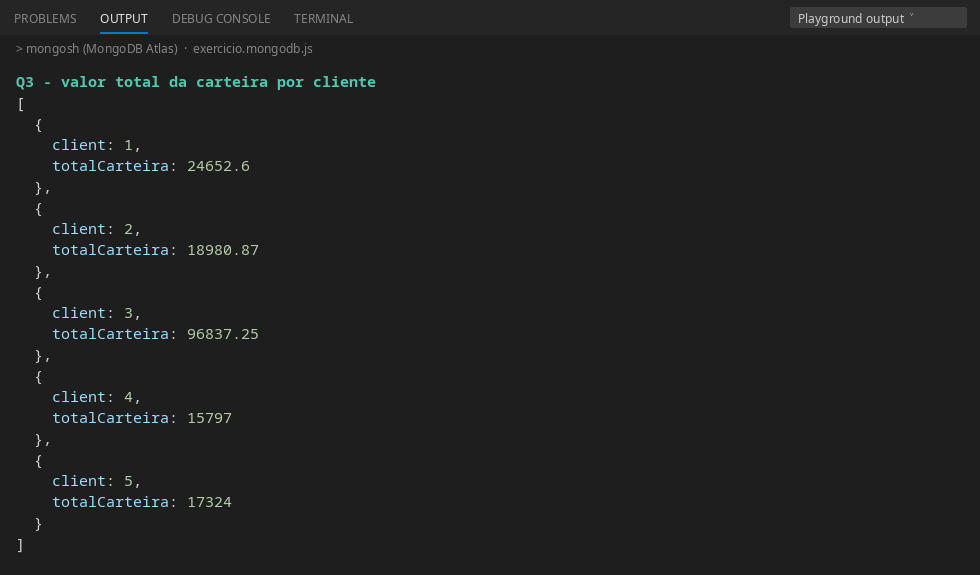 PROBLEMS OUTPUT DEBUG CONSOLE TERMINAL Playground output ˅
> mongosh (MongoDB Atlas) · exercicio.mongodb.js
Q3 - valor total da carteira por cliente
[
  {
    client: 1,
    totalCarteira: 24652.6
  },
  {
    client: 2,
    totalCarteira: 18980.87
  },
  {
    client: 3,
    totalCarteira: 96837.25
  },
  {
    client: 4,
    totalCarteira: 15797
  },
  {
    client: 5,
    totalCarteira: 17324
  }
]